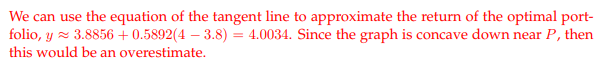 We can use the equation of the tangent line to approximate the return of the optimal port-
folio, y ≈ 3.8856 + 0.5892(4 − 3.8) = 4.0034. Since the graph is concave down near P, then
this would be an overestimate.